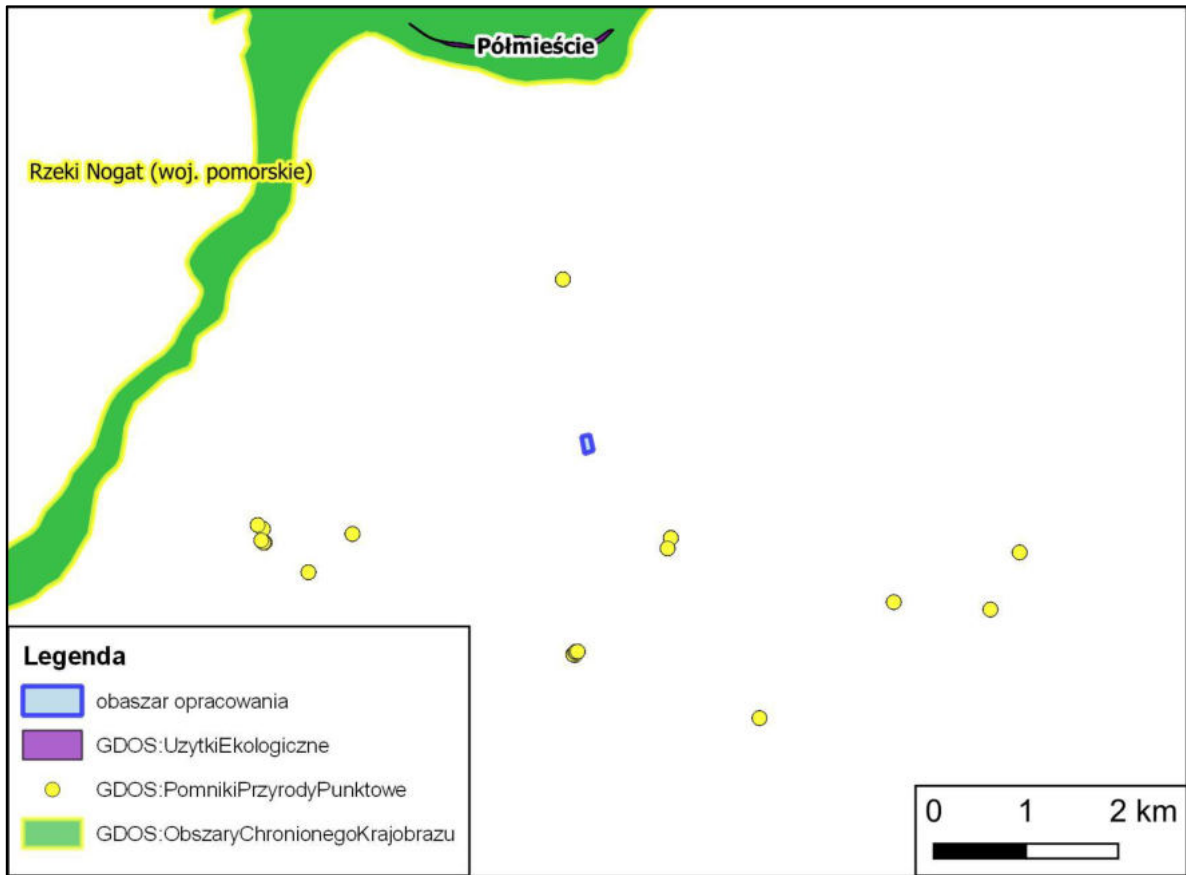 Półmieście
Rzeki Nogat (woj. pomorskie)
Legenda
obaszar opracowania
GDOS:UzytkiEkologiczne
GDOS:PomnikiPrzyrodyPunktowe
GDOS:ObszaryChronionegoKrajobrazu
0 1 2 km